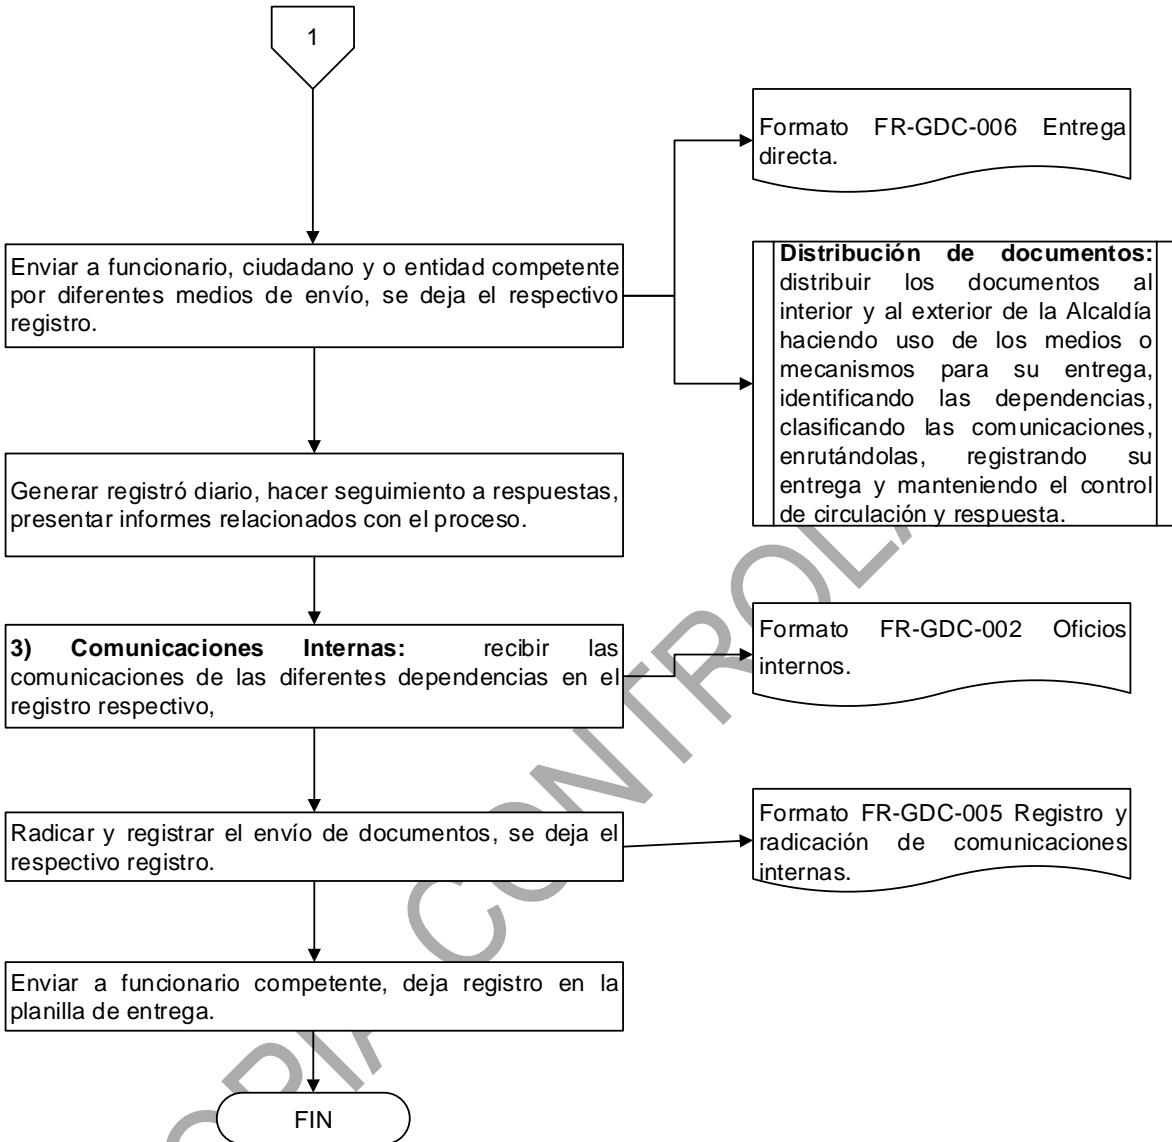 1
Formato FR-GDC-006 Entrega
directa.
Enviar a funcionario, ciudadano y o entidad competente
por diferentes medios de envío, se deja el respectivo
registro.
Distribución de documentos:
distribuir los documentos al
interior y al exterior de la Alcaldía
haciendo uso de los medios o
mecanismos para su entrega,
identificando las dependencias,
clasificando las comunicaciones,
enrutándolas, registrando su
entrega y manteniendo el control
de circulación y respuesta.
Generar registró diario, hacer seguimiento a respuestas,
presentar informes relacionados con el proceso.
3) Comunicaciones Internas: recibir las
comunicaciones de las diferentes dependencias en el
registro respectivo,
Formato FR-GDC-002 Oficios
internos.
Radicar y registrar el envío de documentos, se deja el
respectivo registro.
Formato FR-GDC-005 Registro y
radicación de comunicaciones
internas.
Enviar a funcionario competente, deja registro en la
planilla de entrega.
FIN